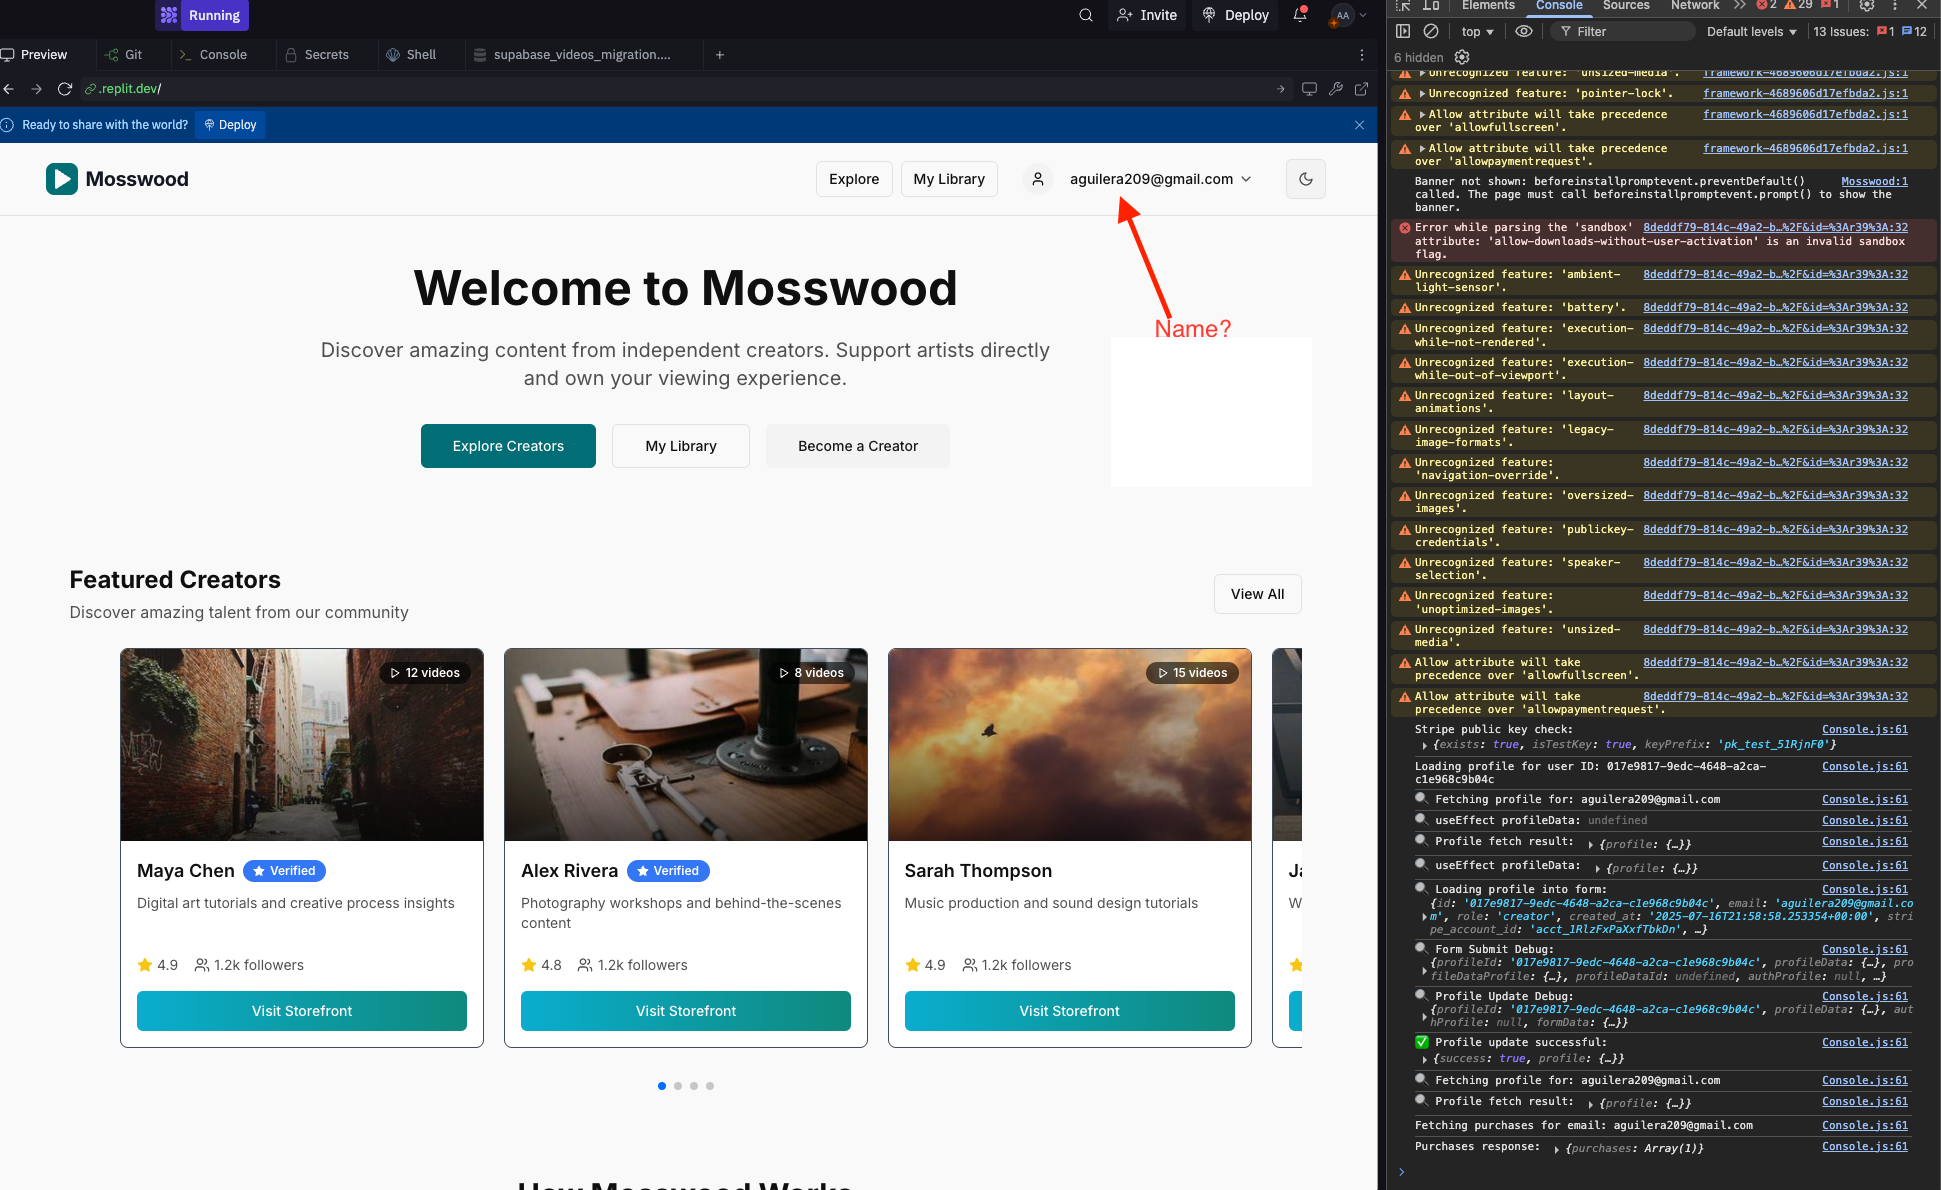 Running
Invite
Deploy
AA
Preview
Git
Console
Secrets
Shell
supabase_videos_migration....
.replit.dev/
Ready to share with the world?
Deploy
Mosswood
Explore
My Library
aguilera209@gmail.com
Name?
Welcome to Mosswood
Discover amazing content from independent creators. Support artists directly
and own your viewing experience.
Explore Creators
My Library
Become a Creator
Featured Creators
Discover amazing talent from our community
View All
12 videos
8 videos
15 videos
Maya Chen
Verified
Digital art tutorials and creative process insights
4.9
1.2k followers
Visit Storefront
Alex Rivera
Verified
Photography workshops and behind-the-scenes
content
4.8
1.2k followers
Visit Storefront
Sarah Thompson
Music production and sound design tutorials
4.9
1.2k followers
Visit Storefront
How Mosswood Works
Elements
Console
Sources
Network
2
29
1
top
Filter
Default levels
13 Issues:
1
12
6 hidden
Unrecognized feature: 'unsized-media'. framework-4689606d17efbda2.js:1
Unrecognized feature: 'pointer-lock'. framework-4689606d17efbda2.js:1
Allow attribute will take precedence framework-4689606d17efbda2.js:1
over 'allowfullscreen'.
Allow attribute will take precedence framework-4689606d17efbda2.js:1
over 'allowpaymentrequest'.
Banner not shown: beforeinstallpromptevent.preventDefault() Mosswood:1
called. The page must call beforeinstallpromptevent.prompt() to show the
banner.
Error while parsing the 'sandbox' 8deddf79-814c-49a2-b…%2F&id=%3Ar39%3A:32
attribute: 'allow-downloads-without-user-activation' is an invalid sandbox
flag.
Unrecognized feature: 'ambient- 8deddf79-814c-49a2-b…%2F&id=%3Ar39%3A:32
light-sensor'.
Unrecognized feature: 'battery'. 8deddf79-814c-49a2-b…%2F&id=%3Ar39%3A:32
Unrecognized feature: 'execution- 8deddf79-814c-49a2-b…%2F&id=%3Ar39%3A:32
while-not-rendered'.
Unrecognized feature: 'execution- 8deddf79-814c-49a2-b…%2F&id=%3Ar39%3A:32
while-out-of-viewport'.
Unrecognized feature: 'layout- 8deddf79-814c-49a2-b…%2F&id=%3Ar39%3A:32
animations'.
Unrecognized feature: 'legacy- 8deddf79-814c-49a2-b…%2F&id=%3Ar39%3A:32
image-formats'.
Unrecognized feature: 8deddf79-814c-49a2-b…%2F&id=%3Ar39%3A:32
'navigation-override'.
Unrecognized feature: 'oversized- 8deddf79-814c-49a2-b…%2F&id=%3Ar39%3A:32
images'.
Unrecognized feature: 'publickey- 8deddf79-814c-49a2-b…%2F&id=%3Ar39%3A:32
credentials'.
Unrecognized feature: 'speaker- 8deddf79-814c-49a2-b…%2F&id=%3Ar39%3A:32
selection'.
Unrecognized feature: 8deddf79-814c-49a2-b…%2F&id=%3Ar39%3A:32
'unoptimized-images'.
Unrecognized feature: 'unsized- 8deddf79-814c-49a2-b…%2F&id=%3Ar39%3A:32
media'.
Allow attribute will take 8deddf79-814c-49a2-b…%2F&id=%3Ar39%3A:32
precedence over 'allowfullscreen'.
Allow attribute will take 8deddf79-814c-49a2-b…%2F&id=%3Ar39%3A:32
precedence over 'allowpaymentrequest'.
Stripe public key check: Console.js:61
{exists: true, isTestKey: true, keyPrefix: 'pk_test_51RjnF0'}
Loading profile for user ID: 017e9817-9edc-4648-a2ca- Console.js:61
c1e968c9b04c
Fetching profile for: aguilera209@gmail.com Console.js:61
useEffect profileData: undefined Console.js:61
Profile fetch result: {profile: {…}} Console.js:61
useEffect profileData: {profile: {…}} Console.js:61
Loading profile into form: Console.js:61
{id: '017e9817-9edc-4648-a2ca-c1e968c9b04c', email: 'aguilera209@gmail.co
m', role: 'creator', created_at: '2025-07-16T21:58:58.253354+00:00', stri
pe_account_id: 'acct_1RlzFxPaXxfTbkDn', …}
Form Submit Debug: Console.js:61
{profileId: '017e9817-9edc-4648-a2ca-c1e968c9b04c', profileData: {…}, pro
fileDataProfile: {…}, profileDataId: undefined, authProfile: null, …}
Profile Update Debug: Console.js:61
{profileId: '017e9817-9edc-4648-a2ca-c1e968c9b04c', profileData: {…}, aut
hProfile: null, formData: {…}}
Profile update successful: Console.js:61
{success: true, profile: {…}}
Fetching profile for: aguilera209@gmail.com Console.js:61
Profile fetch result: {profile: {…}} Console.js:61
Fetching purchases for email: aguilera209@gmail.com Console.js:61
Purchases response: {purchases: Array(1)} Console.js:61